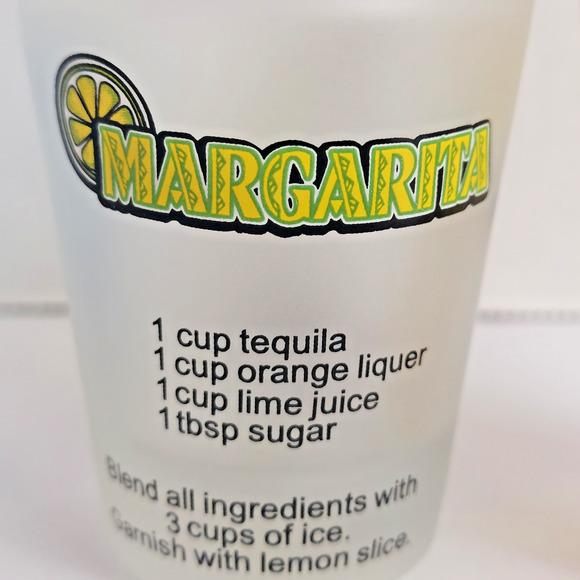 MARGARITA
1 cup tequila
1 cup orange liquer
1 cup lime juice
1 tbsp sugar
Blend all ingredients with
3 cups of ice.
Garnish with lemon slice.